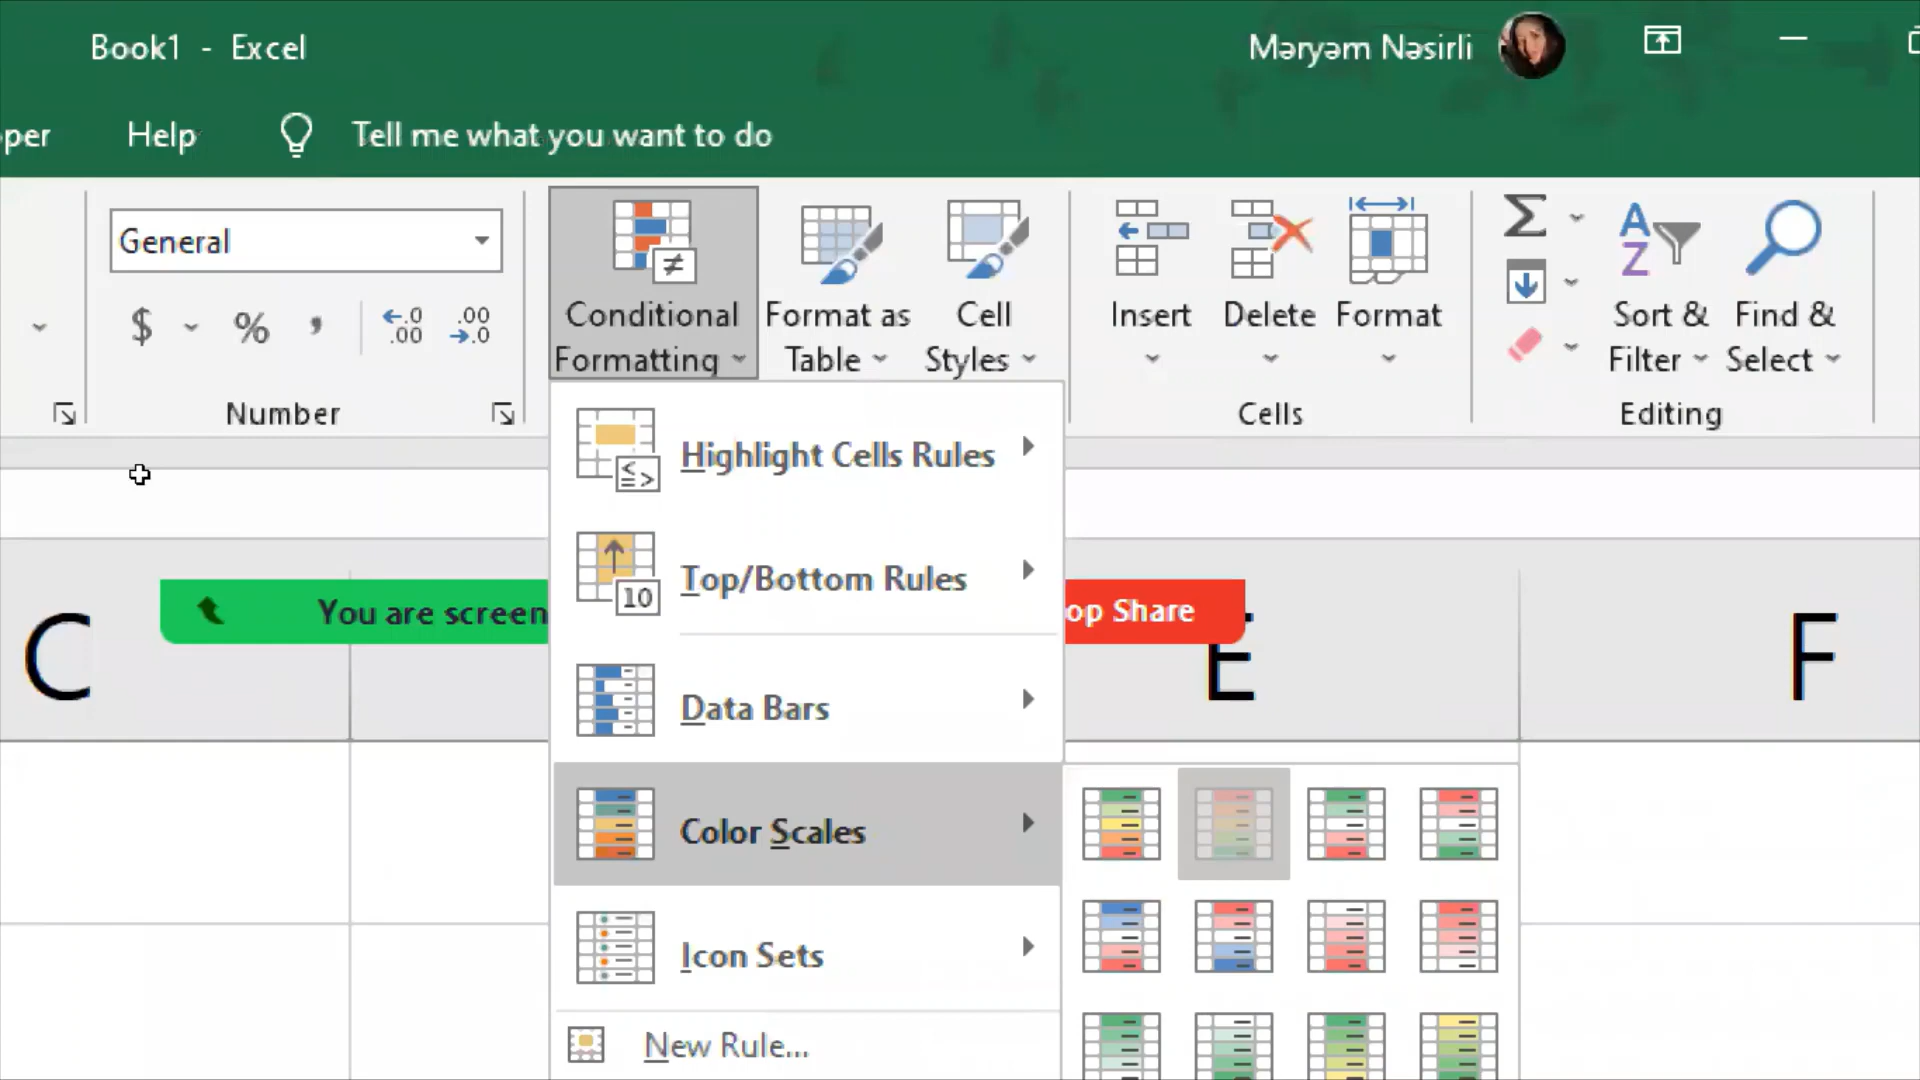 Book1 - Excel
Məryəm Nəsirli
Help
Tell me what you want to do
General
$ % ,
←.0 .00
.00 →.0
Conditional
Formatting
Format as
Table
Cell
Styles
Insert
Delete
Format
Sort &
Filter
Find &
Select
Number
Cells
Editing
Highlight Cells Rules
Top/Bottom Rules
10
You are screen
op Share
C
E
F
Data Bars
Color Scales
Icon Sets
New Rule...